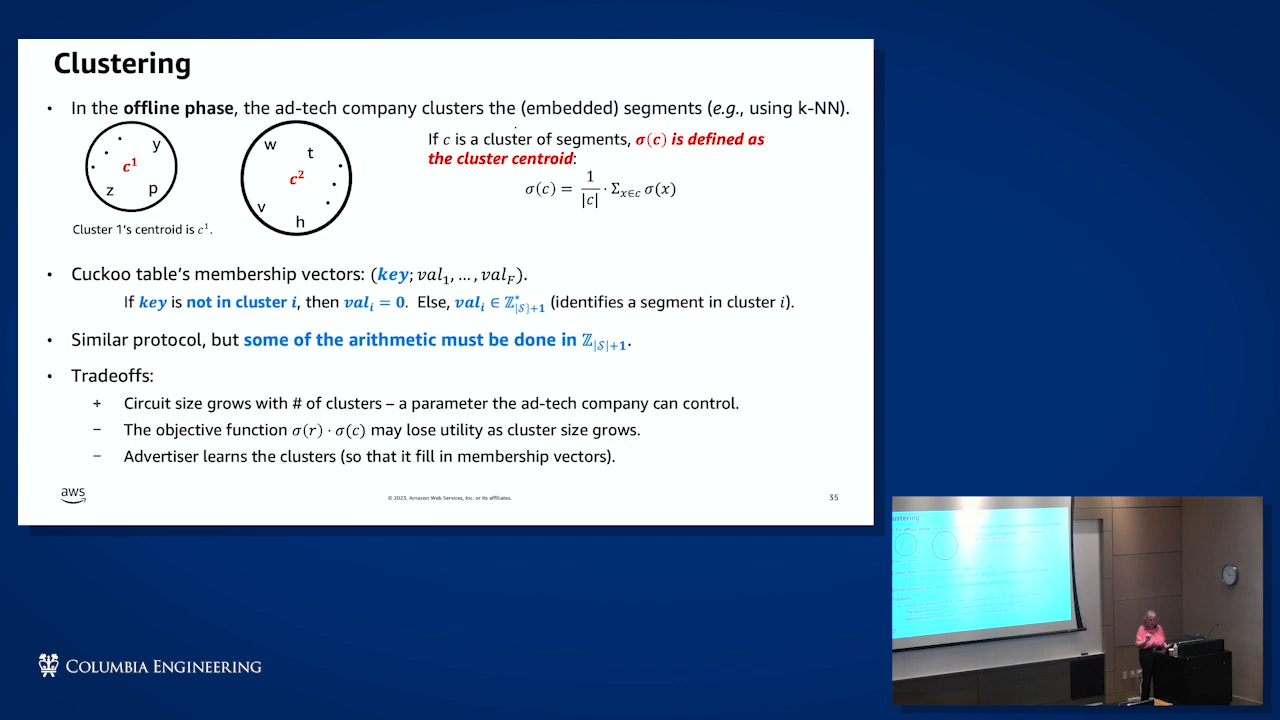 Clustering
• In the offline phase, the ad-tech company clusters the (embedded) segments (e.g., using k-NN).
y
c¹
z
p
w
t
c²
v
h
If c is a cluster of segments, σ(c) is defined as
the cluster centroid:
σ(c) = 1/|c| · Σ_{x∈c} σ(x)
Cluster 1's centroid is c¹.
• Cuckoo table's membership vectors: (key; val₁, … , val_F).
If key is not in cluster i, then valᵢ = 0. Else, valᵢ ∈ ℤ*_{|𝒮|+1} (identifies a segment in cluster i).
• Similar protocol, but some of the arithmetic must be done in ℤ_{|𝒮|+1}.
• Tradeoffs:
+ Circuit size grows with # of clusters – a parameter the ad-tech company can control.
− The objective function σ(r) · σ(c) may lose utility as cluster size grows.
− Advertiser learns the clusters (so that it fill in membership vectors).
aws
© 2023, Amazon Web Services, Inc. or its affiliates.
35
COLUMBIA ENGINEERING